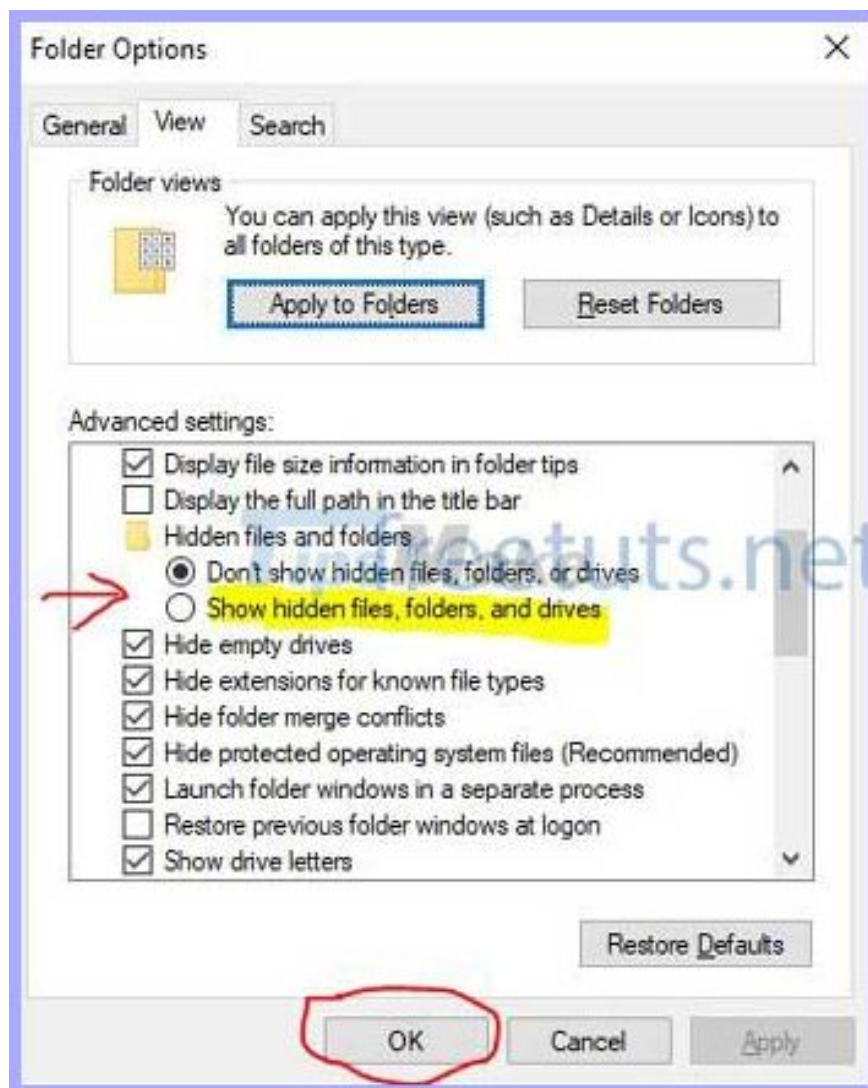 Folder Options
General View Search
Folder views
You can apply this view (such as Details or Icons) to
all folders of this type.
Apply to Folders Reset Folders
Advanced settings:
Display file size information in folder tips
Display the full path in the title bar
Hidden files and folders
Don't show hidden files, folders, or drives
Show hidden files, folders, and drives
Hide empty drives
Hide extensions for known file types
Hide folder merge conflicts
Hide protected operating system files (Recommended)
Launch folder windows in a separate process
Restore previous folder windows at logon
Show drive letters
Restore Defaults
OK Cancel Apply